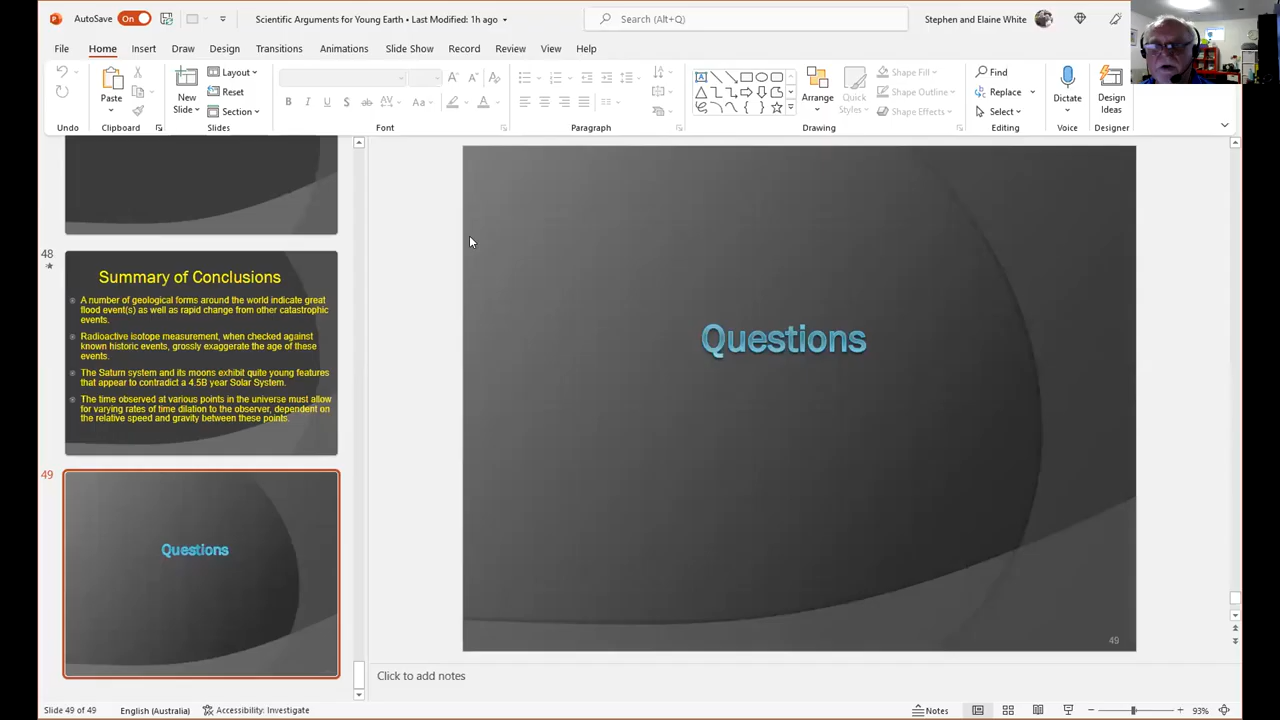 AutoSave On
Scientific Arguments for Young Earth • Last Modified: 1h ago
Search (Alt+Q)
Stephen and Elaine White
File Home Insert Draw Design Transitions Animations Slide Show Record Review View Help
Paste
New
Slide
Layout
Reset
Section
B I U S ab AV Aa A
Arrange
Quick
Styles
Shape Fill
Shape Outline
Shape Effects
Find
Replace
Select
Dictate
Design
Ideas
Undo Clipboard Slides Font Paragraph Drawing Editing Voice Designer
48
Summary of Conclusions
A number of geological forms around the world indicate great
flood event(s) as well as rapid change from other catastrophic
events.
Radioactive isotope measurement, when checked against
known historic events, grossly exaggerate the age of these
events.
The Saturn system and its moons exhibit quite young features
that appear to contradict a 4.5B year Solar System.
The time observed at various points in the universe must allow
for varying rates of time dilation to the observer, dependent on
the relative speed and gravity between these points.
49
Questions
Questions
49
Click to add notes
Slide 49 of 49 English (Australia) Accessibility: Investigate Notes 93%